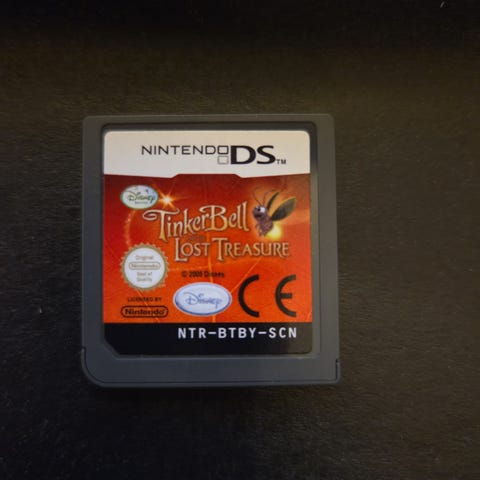 NINTENDO DS™
Disney
TinkerBell
LOST TREASURE
Original
Nintendo
Seal of
Quality
© 2009 Disney
LICENSED BY
Nintendo
Disney
CE
NTR-BTBY-SCN